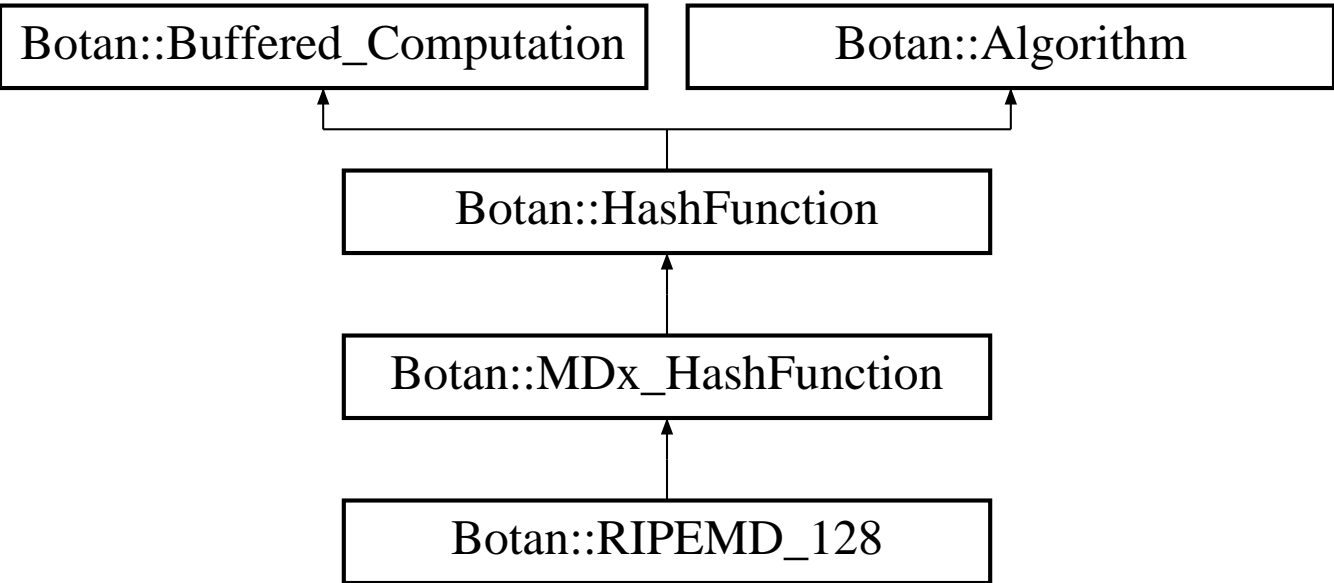 Botan::Buffered_Computation
Botan::Algorithm
Botan::HashFunction
Botan::MDx_HashFunction
Botan::RIPEMD_128